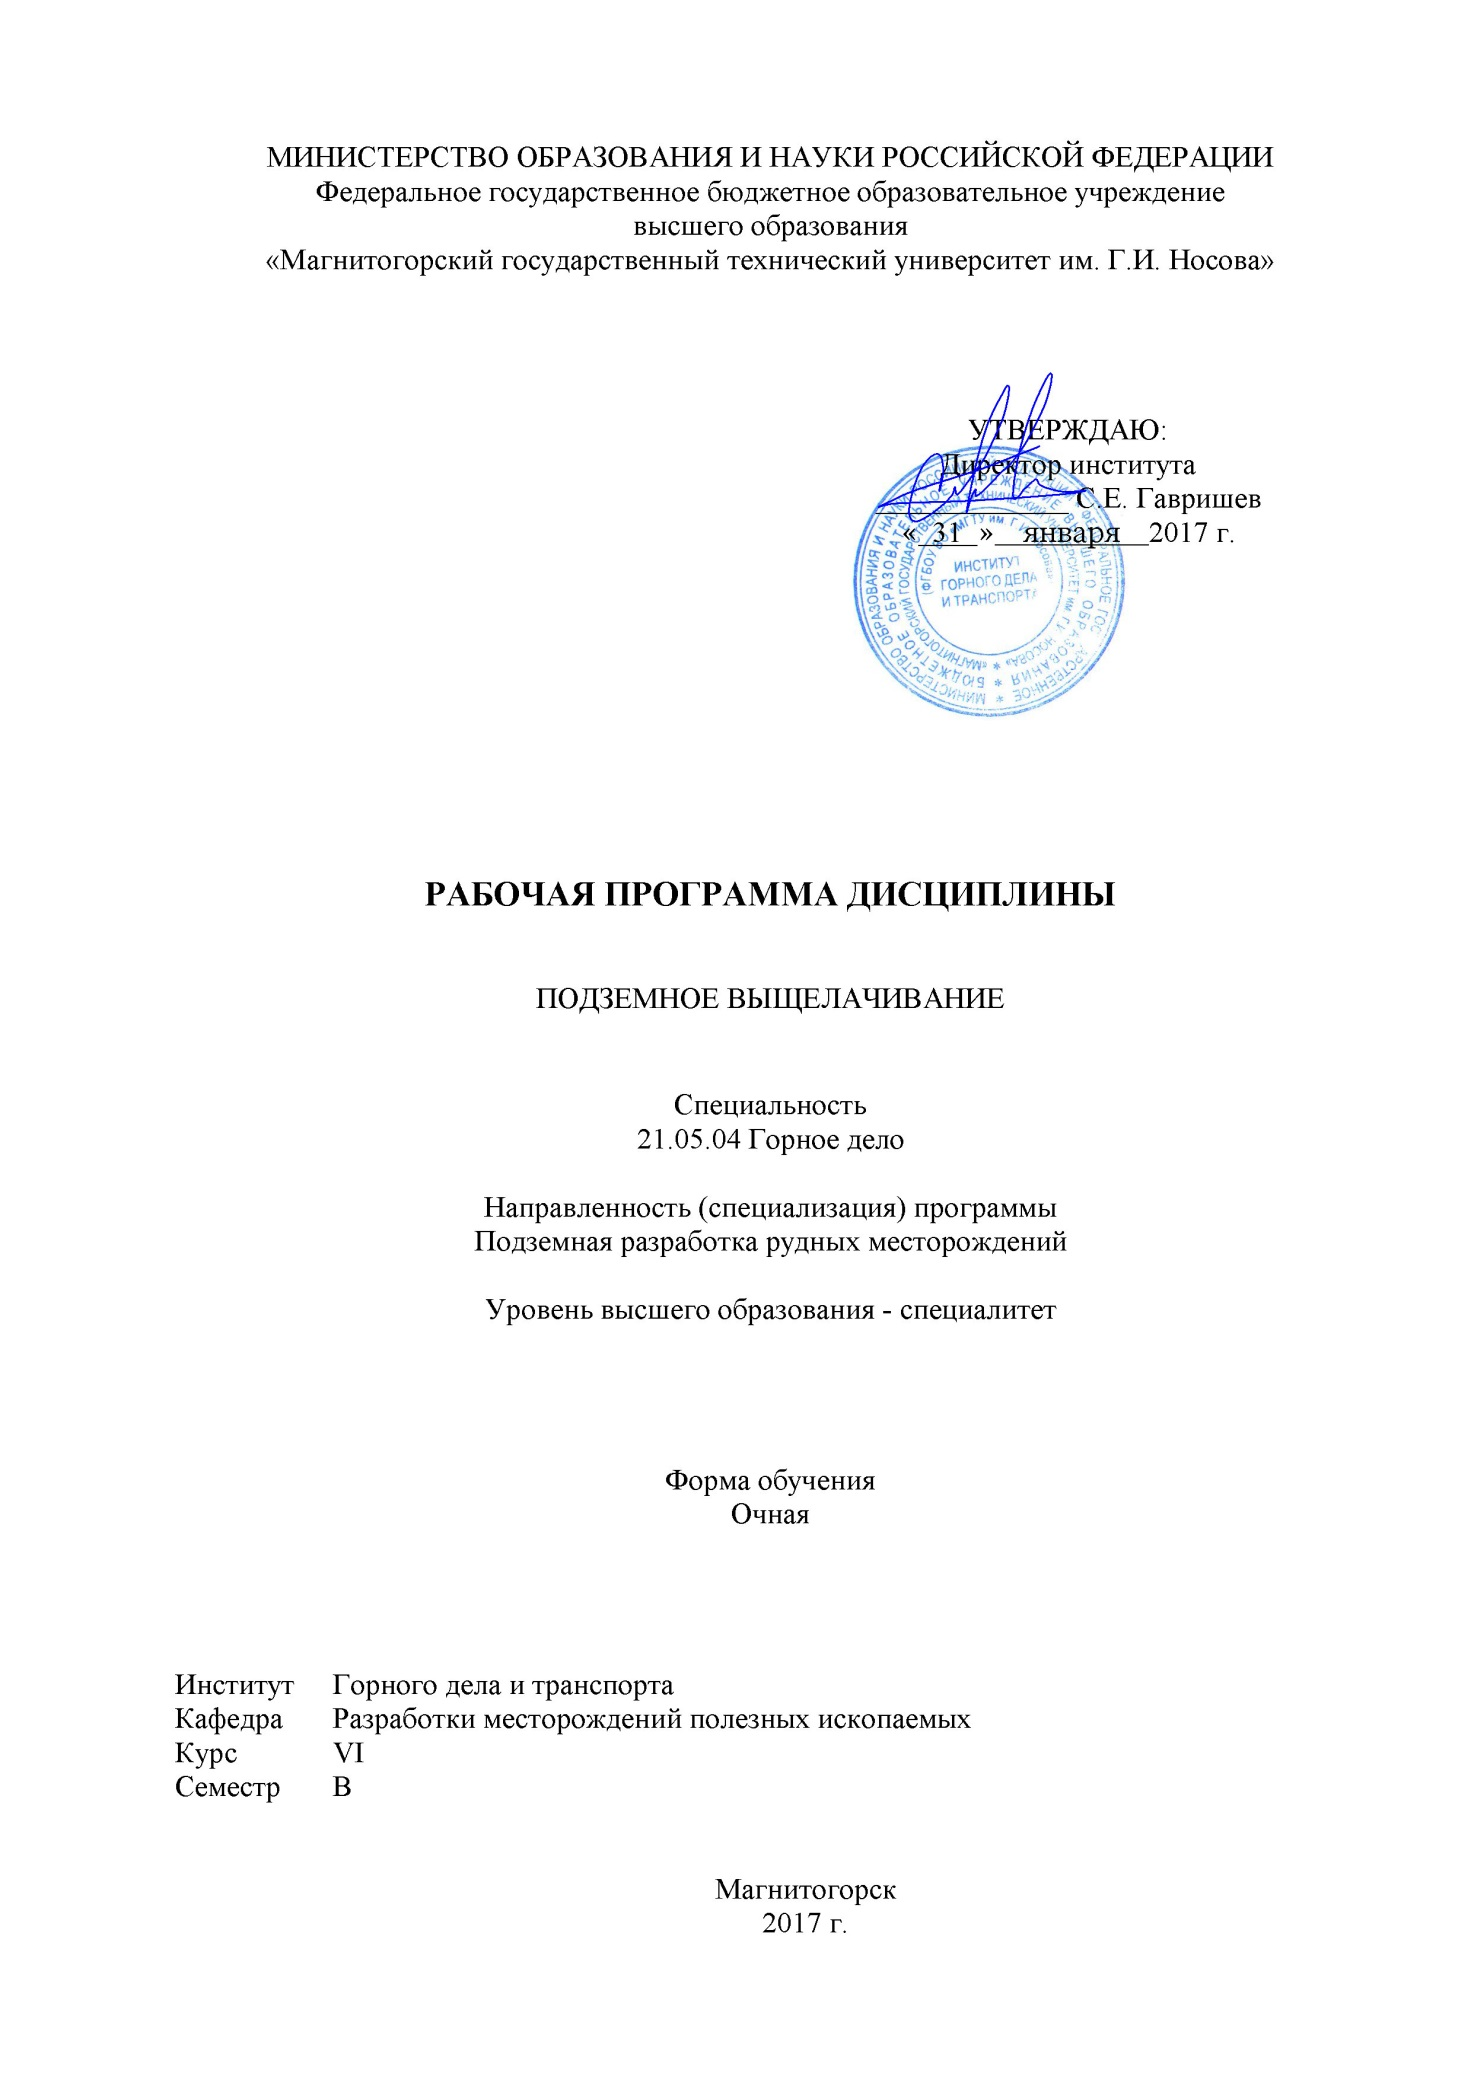 МИНИСТЕРСТВО ОБРАЗОВАНИЯ И НАУКИ РОССИЙСКОЙ ФЕДЕРАЦИИ
Федеральное государственное бюджетное образовательное учреждение
высшего образования
«Магнитогорский государственный технический университет им. Г.И. Носова»
УТВЕРЖДАЮ:
Директор института
_____________ С.Е. Гавришев
«_31_»__января__2017 г.
ИНСТИТУТ
ГОРНОГО ДЕЛА
И ТРАНСПОРТА
РАБОЧАЯ ПРОГРАММА ДИСЦИПЛИНЫ
ПОДЗЕМНОЕ ВЫЩЕЛАЧИВАНИЕ
Специальность
21.05.04 Горное дело
Направленность (специализация) программы
Подземная разработка рудных месторождений
Уровень высшего образования - специалитет
Форма обучения
Очная
Институт Горного дела и транспорта
Кафедра Разработки месторождений полезных ископаемых
Курс VI
Семестр В
Магнитогорск
2017 г.